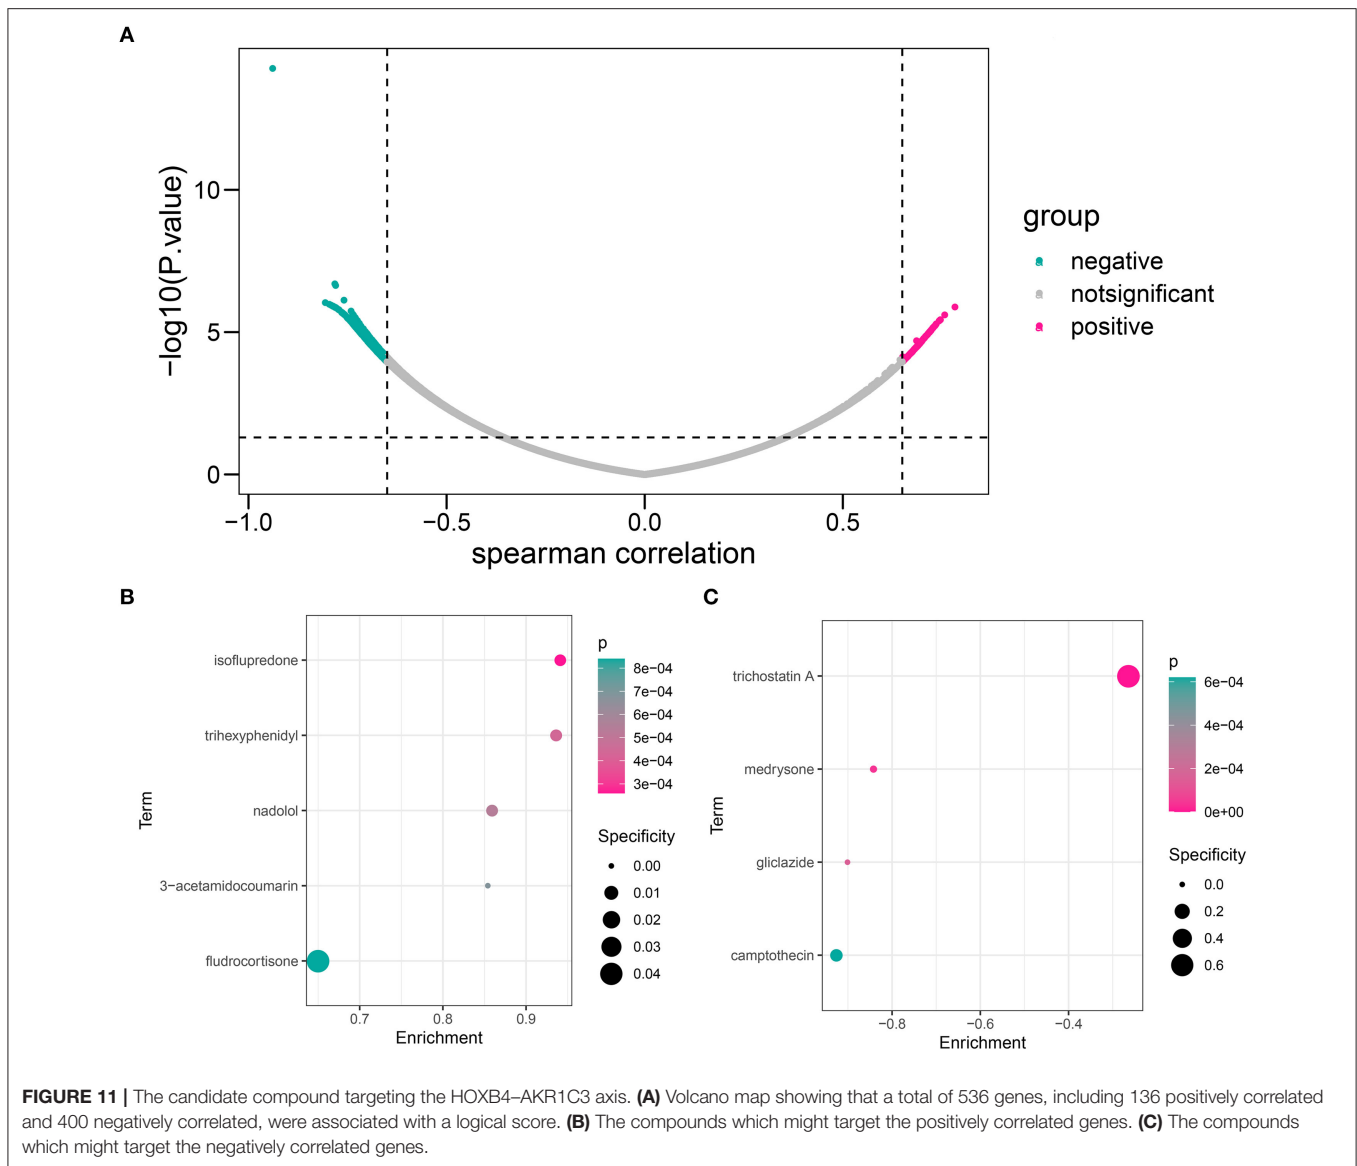 A
−log10(P.value)
10
5
0
−1.0 −0.5 0.0 0.5
spearman correlation
group
negative
notsignificant
positive
B
Term
isoflupredone
trihexyphenidyl
nadolol
3−acetamidocoumarin
fludrocortisone
0.7 0.8 0.9
Enrichment
p
8e−04
7e−04
6e−04
5e−04
4e−04
3e−04
Specificity
0.00
0.01
0.02
0.03
0.04
C
Term
trichostatin A
medrysone
gliclazide
camptothecin
−0.8 −0.6 −0.4
Enrichment
p
6e−04
4e−04
2e−04
0e+00
Specificity
0.0
0.2
0.4
0.6
FIGURE 11 | The candidate compound targeting the HOXB4–AKR1C3 axis. (A) Volcano map showing that a total of 536 genes, including 136 positively correlated
and 400 negatively correlated, were associated with a logical score. (B) The compounds which might target the positively correlated genes. (C) The compounds
which might target the negatively correlated genes.